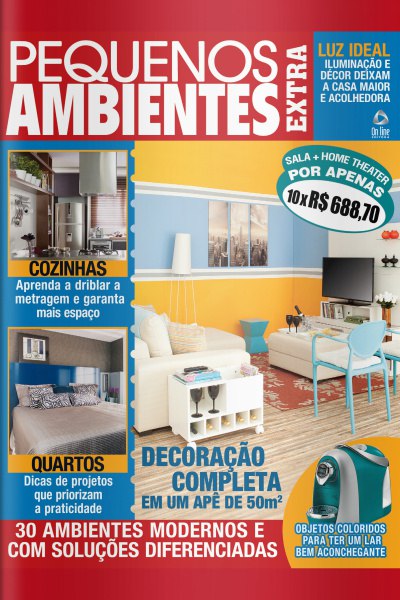 PEQUENOS
AMBIENTES
EXTRA
LUZ IDEAL
ILUMINAÇÃO E
DÉCOR DEIXAM
A CASA MAIOR
E ACOLHEDORA
On line
EDITORA
SALA + HOME THEATER
POR APENAS
10x R$ 688,70
COZINHAS
Aprenda a driblar a
metragem e garanta
mais espaço
QUARTOS
Dicas de projetos
que priorizam
a praticidade
DECORAÇÃO
COMPLETA
EM UM APÊ DE 50m²
OBJETOS COLORIDOS
PARA TER UM LAR
BEM ACONCHEGANTE
30 AMBIENTES MODERNOS E
COM SOLUÇÕES DIFERENCIADAS